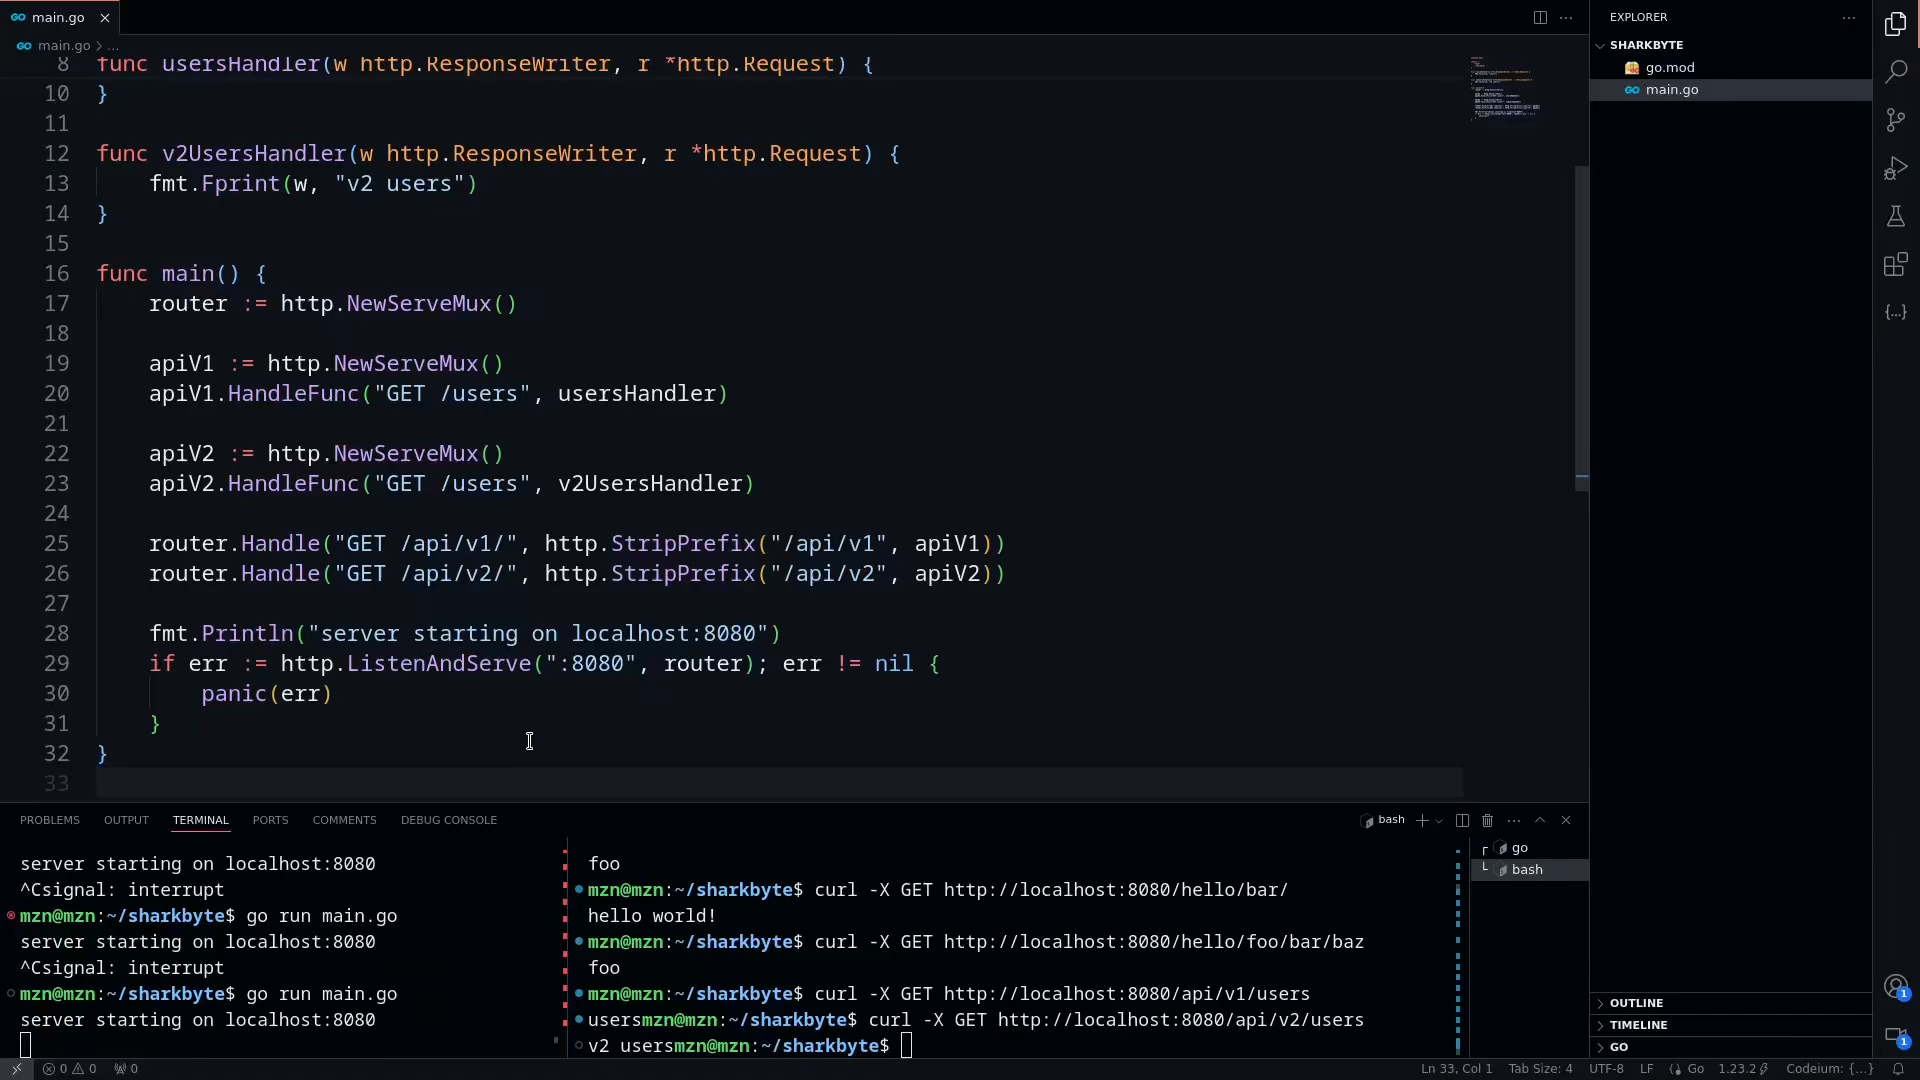 main.go
EXPLORER
main.go > ...
SHARKBYTE
go.mod
main.go
8 func usersHandler(w http.ResponseWriter, r *http.Request) {
10 }
11
12 func v2UsersHandler(w http.ResponseWriter, r *http.Request) {
13 fmt.Fprint(w, "v2 users")
14 }
15
16 func main() {
17 router := http.NewServeMux()
18
19 apiV1 := http.NewServeMux()
20 apiV1.HandleFunc("GET /users", usersHandler)
21
22 apiV2 := http.NewServeMux()
23 apiV2.HandleFunc("GET /users", v2UsersHandler)
24
25 router.Handle("GET /api/v1/", http.StripPrefix("/api/v1", apiV1))
26 router.Handle("GET /api/v2/", http.StripPrefix("/api/v2", apiV2))
27
28 fmt.Println("server starting on localhost:8080")
29 if err := http.ListenAndServe(":8080", router); err != nil {
30 panic(err)
31 }
32 }
33
PROBLEMS OUTPUT TERMINAL PORTS COMMENTS DEBUG CONSOLE
bash
server starting on localhost:8080
^Csignal: interrupt
mzn@mzn:~/sharkbyte$ go run main.go
server starting on localhost:8080
^Csignal: interrupt
mzn@mzn:~/sharkbyte$ go run main.go
server starting on localhost:8080
foo
mzn@mzn:~/sharkbyte$ curl -X GET http://localhost:8080/hello/bar/
hello world!
mzn@mzn:~/sharkbyte$ curl -X GET http://localhost:8080/hello/foo/bar/baz
foo
mzn@mzn:~/sharkbyte$ curl -X GET http://localhost:8080/api/v1/users
usersmzn@mzn:~/sharkbyte$ curl -X GET http://localhost:8080/api/v2/users
v2 usersmzn@mzn:~/sharkbyte$
go
bash
OUTLINE
TIMELINE
GO
1
1
0 0 0
Ln 33, Col 1 Tab Size: 4 UTF-8 LF Go 1.23.2 Codeium: {...}